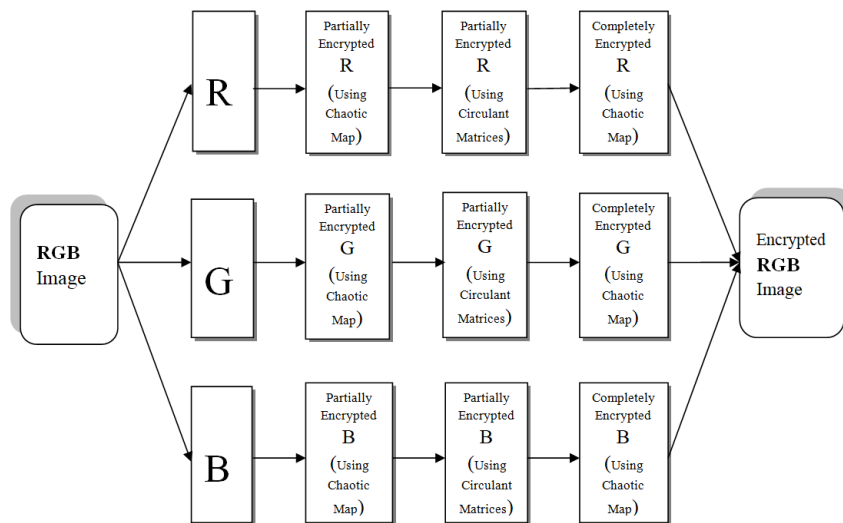 RGB
Image
R
Partially
Encrypted
R
(Using
Chaotic
Map)
Partially
Encrypted
R
(Using
Circulant
Matrices)
Completely
Encrypted
R
(Using
Chaotic
Map)
G
Partially
Encrypted
G
(Using
Chaotic
Map)
Partially
Encrypted
G
(Using
Circulant
Matrices)
Completely
Encrypted
G
(Using
Chaotic
Map)
B
Partially
Encrypted
B
(Using
Chaotic
Map)
Partially
Encrypted
B
(Using
Circulant
Matrices)
Completely
Encrypted
B
(Using
Chaotic
Map)
Encrypted
RGB
Image